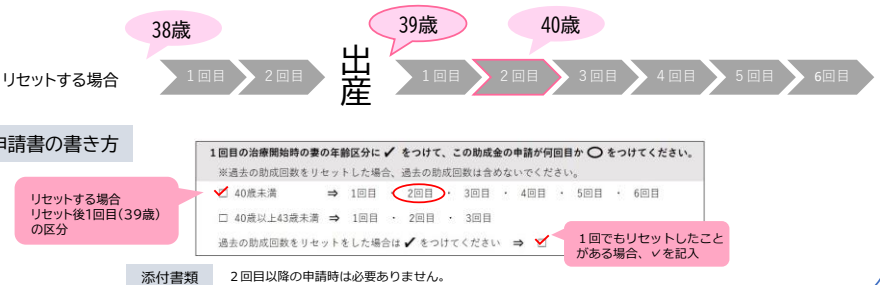 38歳
39歳
40歳
リセットする場合
1回目
2回目
出産
1回目
2回目
3回目
4回目
5回目
6回目
申請書の書き方
1回目の治療開始時の妻の年齢区分に✓をつけて、この助成金の申請が何回目か〇をつけてください。
※過去の助成回数をリセットした場合、過去の助成回数は含めないでください。
□ 40歳未満 ⇒ 1回目 ・ 2回目 ・ 3回目 ・ 4回目 ・ 5回目 ・ 6回目
□ 40歳以上43歳未満 ⇒ 1回目 ・ 2回目 ・ 3回目
過去の助成回数をリセットをした場合は✓をつけてください ⇒ □
リセットする場合
リセット後1回目(39歳)
の区分
1回でもリセットしたこと
がある場合、✓を記入
添付書類
2回目以降の申請時は必要ありません。